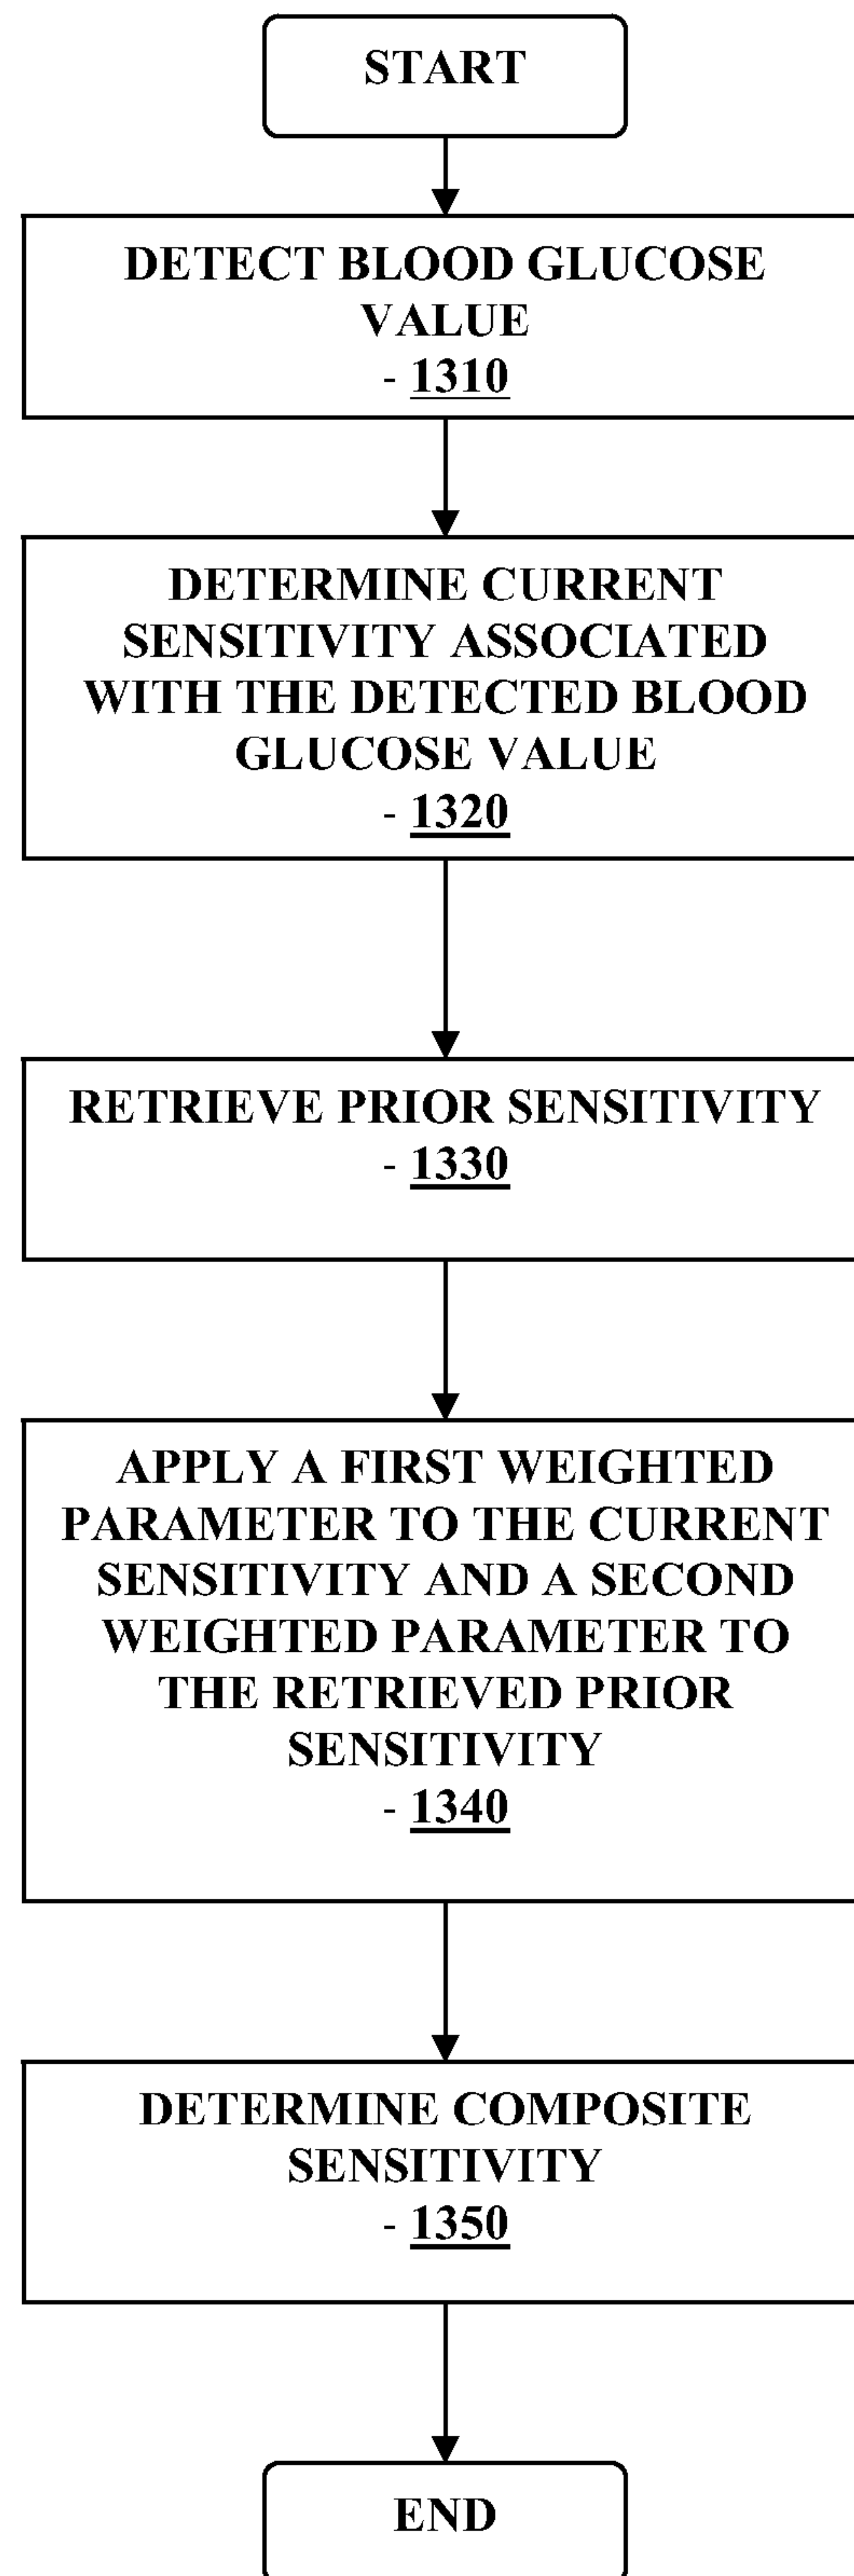 START
DETECT BLOOD GLUCOSE
VALUE
- 1310
DETERMINE CURRENT
SENSITIVITY ASSOCIATED
WITH THE DETECTED BLOOD
GLUCOSE VALUE
- 1320
RETRIEVE PRIOR SENSITIVITY
- 1330
APPLY A FIRST WEIGHTED
PARAMETER TO THE CURRENT
SENSITIVITY AND A SECOND
WEIGHTED PARAMETER TO
THE RETRIEVED PRIOR
SENSITIVITY
- 1340
DETERMINE COMPOSITE
SENSITIVITY
- 1350
END